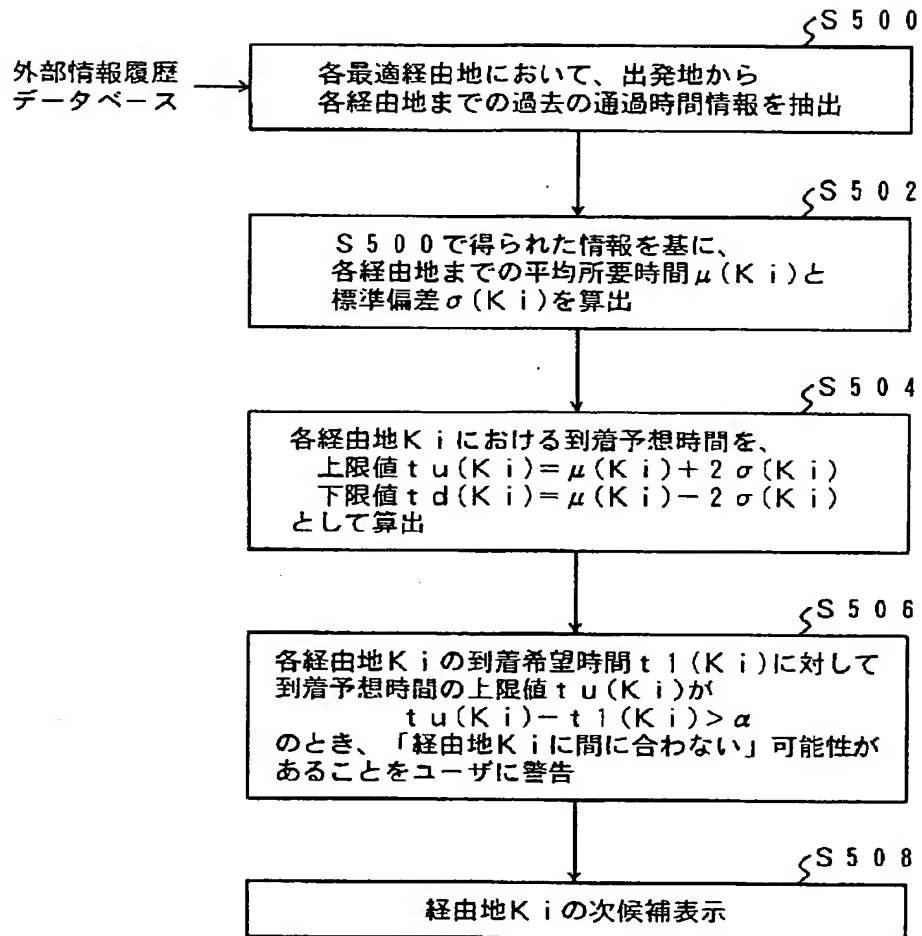 S500
外部情報履歴
データベース
各最適経由地において、出発地から
各経由地までの過去の通過時間情報を抽出
S502
S500で得られた情報を基に、
各経由地までの平均所要時間μ(Ki)と
標準偏差σ(Ki)を算出
S504
各経由地Kiにおける到着予想時間を、
上限値tu(Ki)=μ(Ki)+2σ(Ki)
下限値td(Ki)=μ(Ki)-2σ(Ki)
として算出
S506
各経由地Kiの到着希望時間t1(Ki)に対して
到着予想時間の上限値tu(Ki)が
tu(Ki)-t1(Ki)>α
のとき、「経由地Kiに間に合わない」可能性が
あることをユーザに警告
S508
経由地Kiの次候補表示